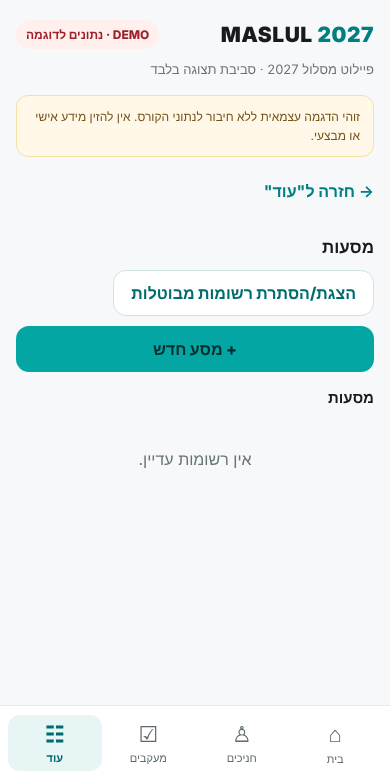 MASLUL 2027
DEMO · נתונים לדוגמה
פיילוט מסלול 2027 · סביבת תצוגה בלבד
זוהי הדגמה עצמאית ללא חיבור לנתוני הקורס. אין להזין מידע אישי
או מבצעי.
→ חזרה ל"עוד"
מסעות
הצגת/הסתרת רשומות מבוטלות
+ מסע חדש
מסעות
אין רשומות עדיין.
בית
חניכים
מעקבים
עוד